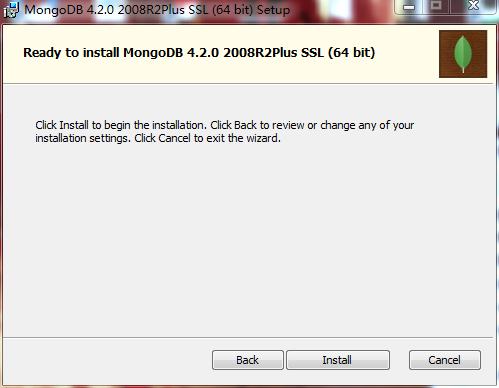 MongoDB 4.2.0 2008R2Plus SSL (64 bit) Setup
Ready to install MongoDB 4.2.0 2008R2Plus SSL (64 bit)
Click Install to begin the installation. Click Back to review or change any of your
installation settings. Click Cancel to exit the wizard.
Back Install Cancel